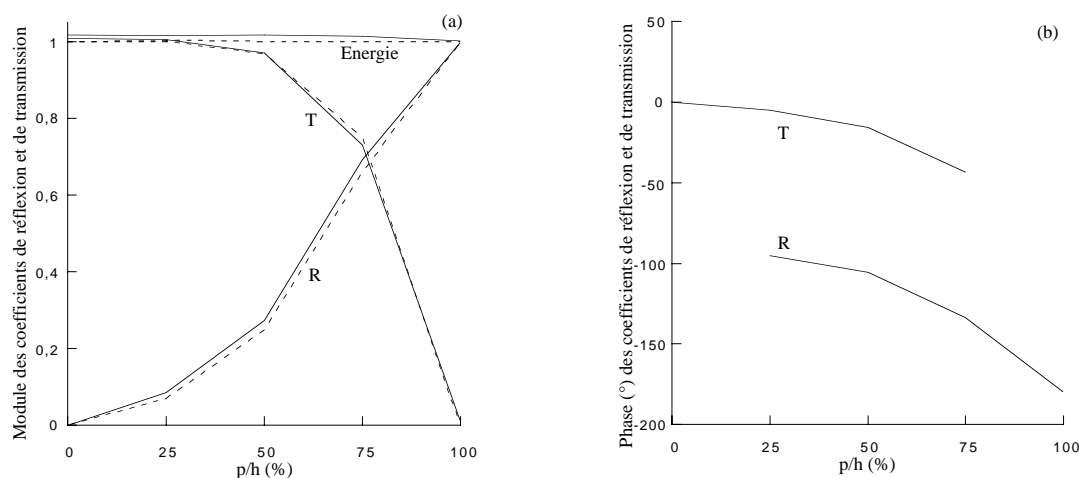 (a)
Module des coefficients de réflexion et de transmission
1
0,8
0,6
0,4
0,2
0
Energie
T
R
0
25
50
75
100
p/h (%)
(b)
Phase (°) des coefficients de réflexion et de transmission
50
0
-50
-100
-150
-200
T
R
0
25
50
75
100
p/h (%)